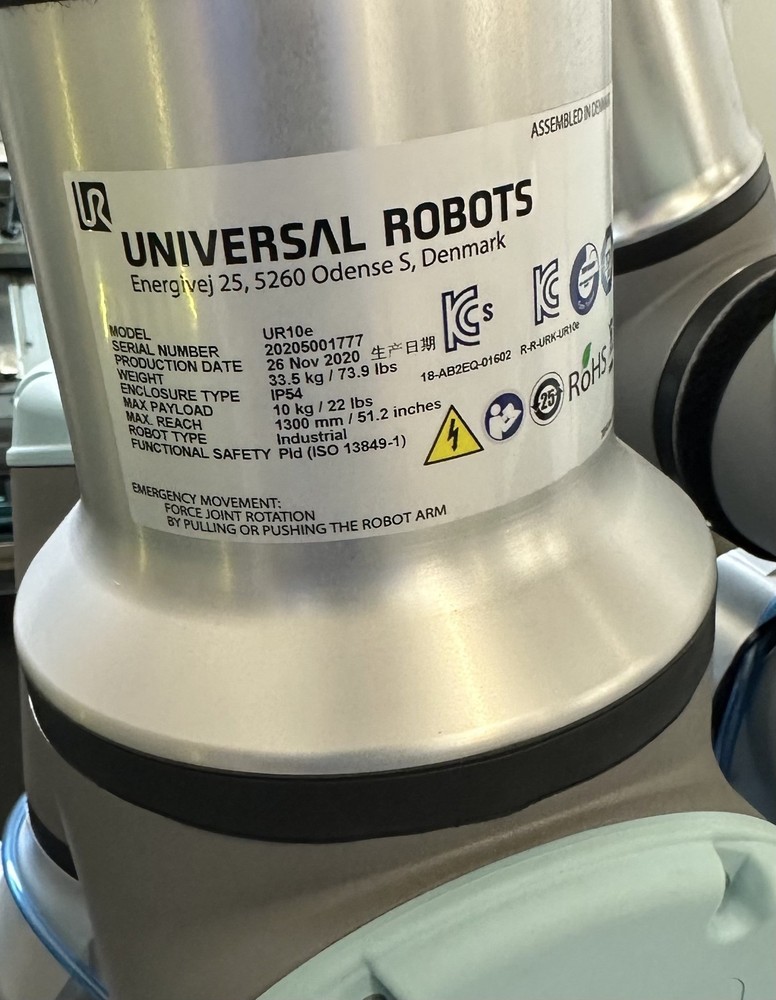 ASSEMBLED IN
UR
UNIVERSAL ROBOTS
Energivej 25, 5260 Odense S, Denmark
MODEL UR10e
SERIAL NUMBER 20205001777
PRODUCTION DATE 26 Nov 2020 生产日期
WEIGHT 33.5 kg / 73.9 lbs
ENCLOSURE TYPE IP54
MAX PAYLOAD 10 kg / 22 lbs
MAX. REACH 1300 mm / 51.2 inches
ROBOT TYPE Industrial
FUNCTIONAL SAFETY Pld (ISO 13849-1)
KCs
KC
18-AB2EQ-01602
R-R-URK-UR10e
25
RoHS
EMERGENCY MOVEMENT:
FORCE JOINT ROTATION
BY PULLING OR PUSHING THE ROBOT ARM